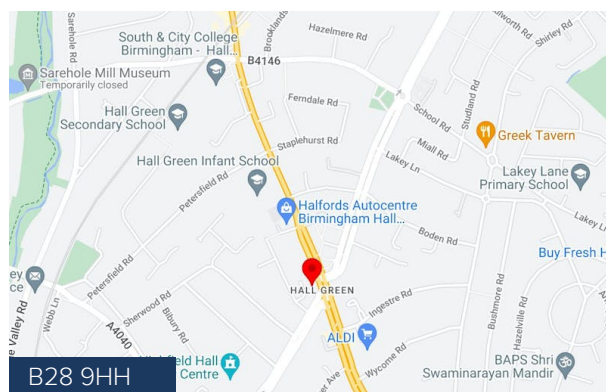 South & City College
Birmingham - Hall...
Brooklands
Hazelmere Rd
B4146
Shirley Rd
Sarehole Rd
Sarehole Mill Museum
Temporarily closed
Hall Green
Secondary School
Ferndale Rd
Studland Rd
School Rd
Greek Tavern
Staplehurst Rd
Miall Rd
Lakey Ln
Hall Green Infant School
Lakey Lane
Primary School
Petersfield Rd
Halfords Autocentre
Birmingham Hall...
Lakey Ln
Boden Rd
Buy Fresh H
HALL GREEN
Petersfield Rd
Webb Ln
Sherwood Rd
Bilbury Rd
A4040
Ingestre Rd
Bushmore Rd
Hazelville Rd
ALDI
Wycome Rd
BAPS Shri
Swaminarayan Mandir
Centre
B28 9HH